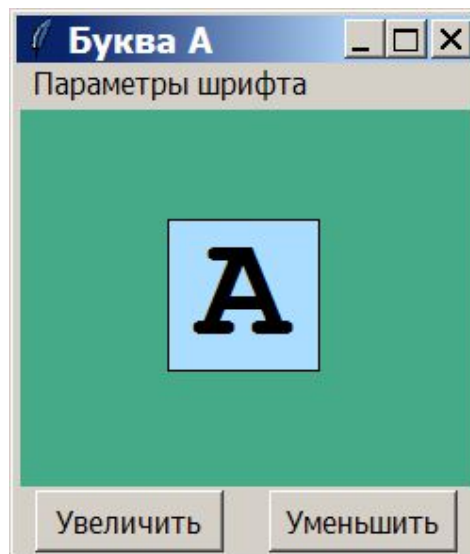 Буква А
Параметры шрифта
А
Увеличить
Уменьшить